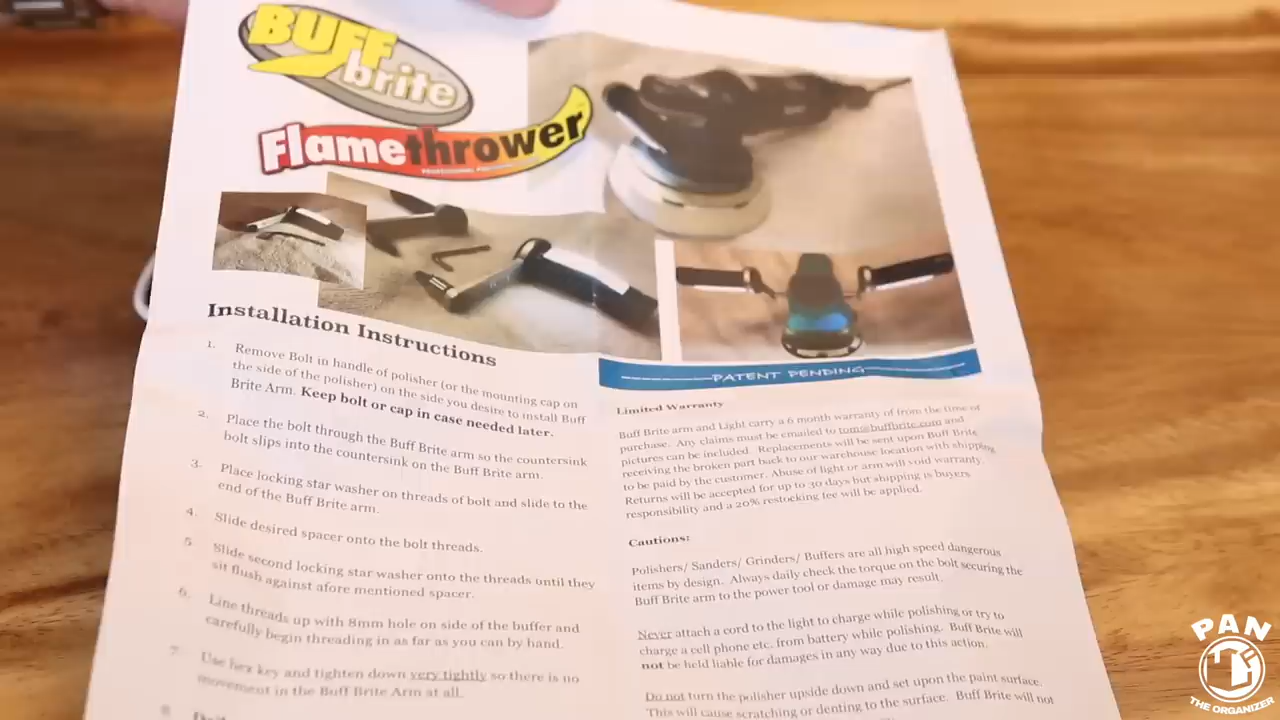 BUFF
brite
Flamethrower
Installation Instructions
1. Remove Bolt in handle of polisher (or the mounting cap on
the side of the polisher) on the side you desire to install Buff
Brite Arm. Keep bolt or cap in case needed later.
2. Place the bolt through the Buff Brite arm so the countersink
bolt slips into the countersink on the Buff Brite arm.
3. Place locking star washer on threads of bolt and slide to the
end of the Buff Brite arm.
4. Slide desired spacer onto the bolt threads.
5. Slide second locking star washer onto the threads until they
sit flush against afore mentioned spacer.
6. Line threads up with 8mm hole on side of the buffer and
carefully begin threading in as far as you can by hand.
7. Use hex key and tighten down very tightly so there is no
movement in the Buff Brite Arm at all.
8.
PATENT PENDING
Limited Warranty
Buff Brite arm and Light carry a 6 month warranty of from the time of
purchase. Any claims must be emailed to tom@buffbrite.com and
pictures can be included. Replacements will be sent upon Buff Brite
receiving the broken part back to our warehouse location with shipping
to be paid by the customer. Abuse of light or arm will void warranty.
Returns will be accepted for up to 30 days but shipping is buyers
responsibility and a 20% restocking fee will be applied.
Cautions:
Polishers/ Sanders/ Grinders/ Buffers are all high speed dangerous
items by design. Always daily check the torque on the bolt securing the
Buff Brite arm to the power tool or damage may result.
Never attach a cord to the light to charge while polishing or try to
charge a cell phone etc. from battery while polishing. Buff Brite will
not be held liable for damages in any way due to this action.
Do not turn the polisher upside down and set upon the paint surface.
This will cause scratching or denting to the surface. Buff Brite will not
PAN
THE ORGANIZER